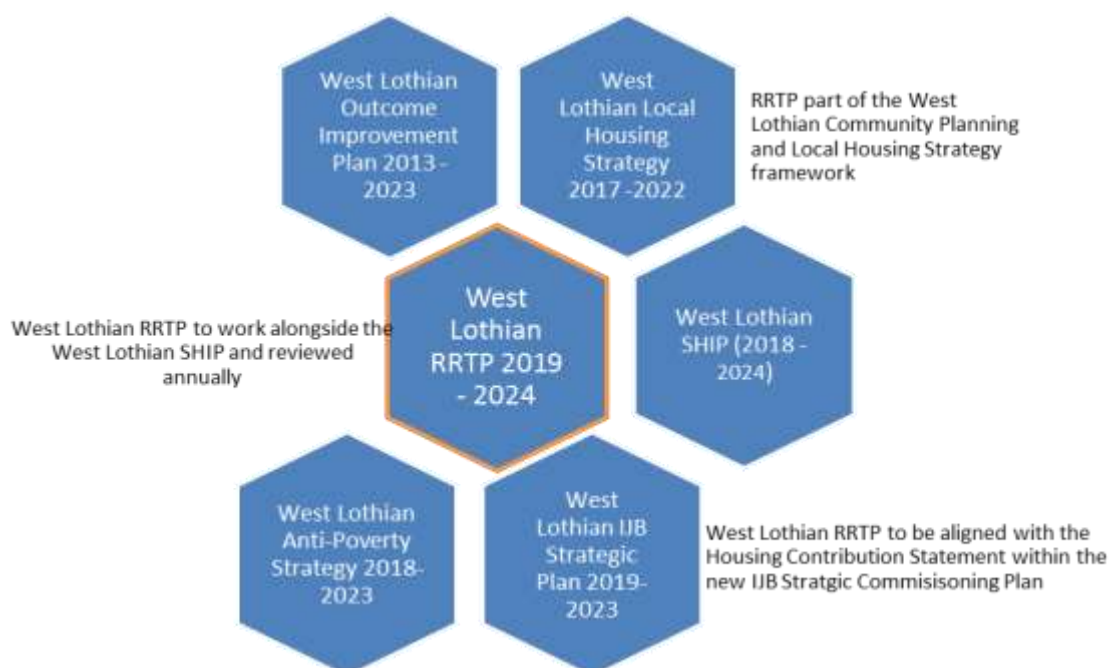 West Lothian
Outcome
Improvement
Plan 2013 -
2023
West
Lothian Local
Housing
Strategy
2017 -2022
RRTP part of the West
Lothian Community Planning
and Local Housing Strategy
framework
West Lothian RRTP to work alongside the
West Lothian SHIP and reviewed
annually
West
Lothian
RRTP 2019
- 2024
West Lothian
SHIP (2018 -
2024)
West Lothian
Anti-Poverty
Strategy 2018-
2023
West
Lothian IJB
Strategic
Plan 2019-
2023
West Lothian RRTP to be aligned with the
Housing Contribution Statement within the
new IJB Stratgic Commisisoning Plan